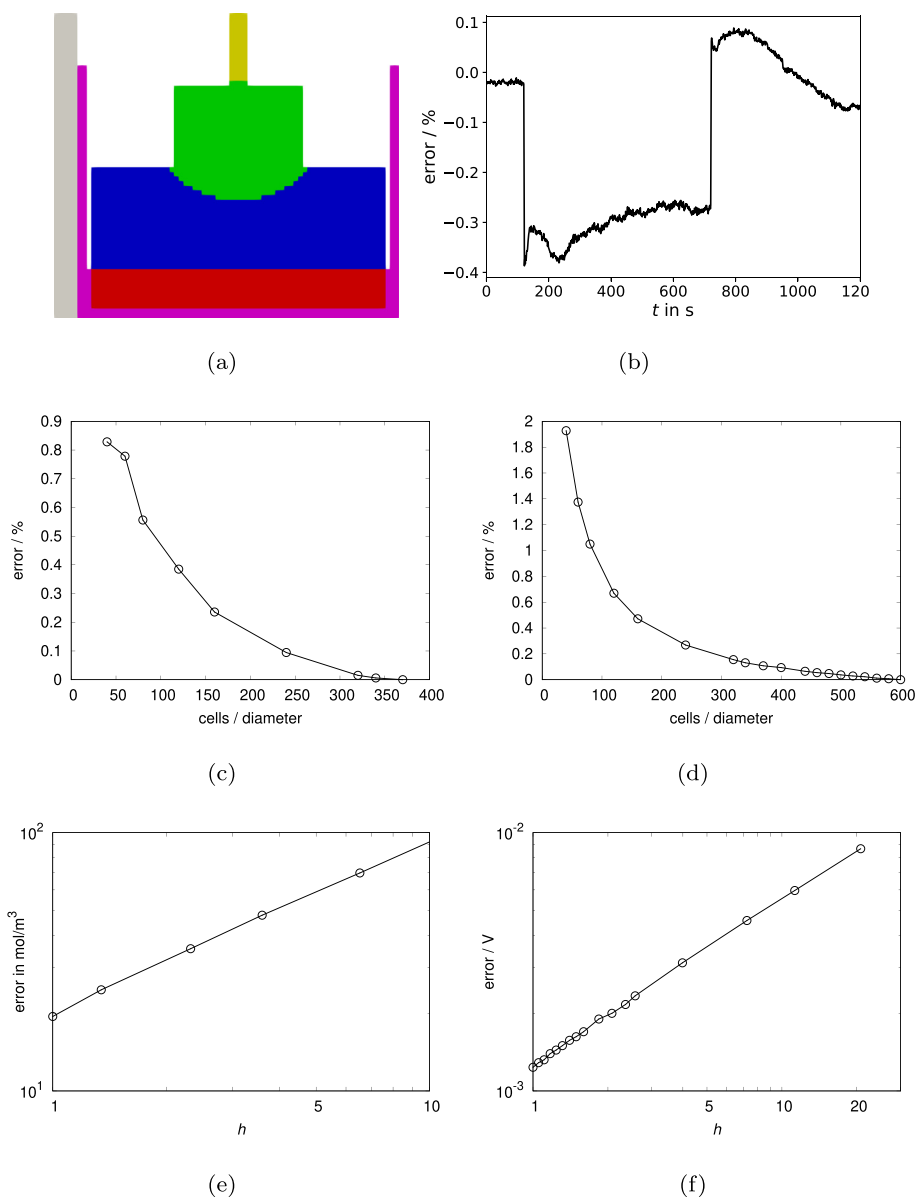 (a)
0.1
0.0
−0.1
−0.2
−0.3
−0.4
error / %
0 200 400 600 800 1000 120
t in s
(b)
0.9
0.8
0.7
0.6
0.5
0.4
0.3
0.2
0.1
0
error / %
0 50 100 150 200 250 300 350 400
cells / diameter
(c)
2
1.8
1.6
1.4
1.2
1
0.8
0.6
0.4
0.2
0
error / %
0 100 200 300 400 500 600
cells / diameter
(d)
10²
10¹
error in mol/m³
1 5 10
h
(e)
10⁻²
10⁻³
error / V
1 5 10 20
h
(f)